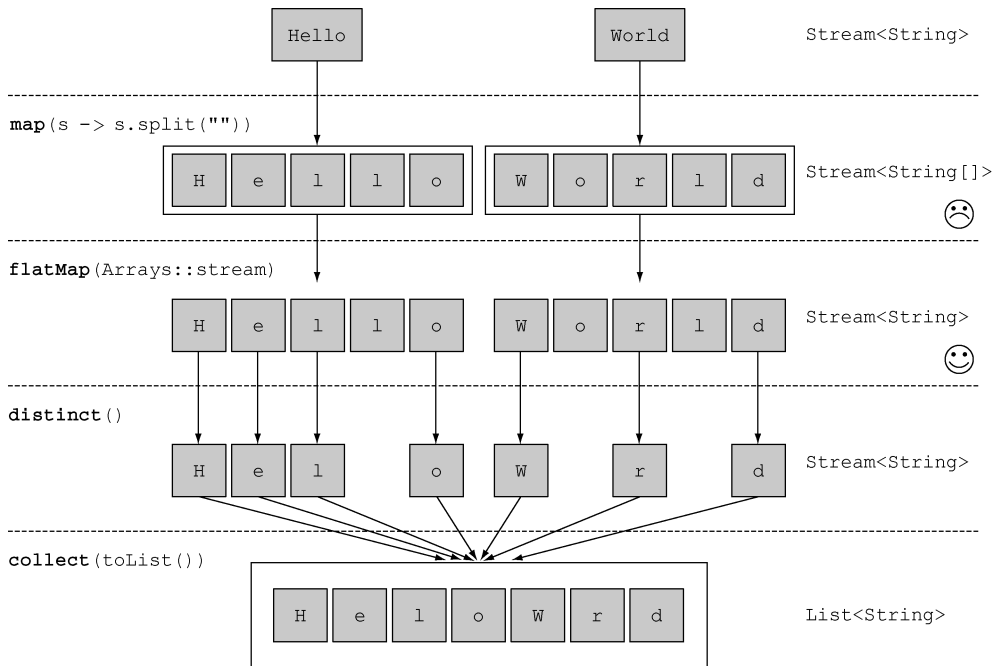 Hello World Stream<String>
map(s -> s.split(""))
H e l l o W o r l d Stream<String[]>
flatMap(Arrays::stream)
H e l l o W o r l d Stream<String>
distinct()
H e l o W r d Stream<String>
collect(toList())
H e l o W r d List<String>